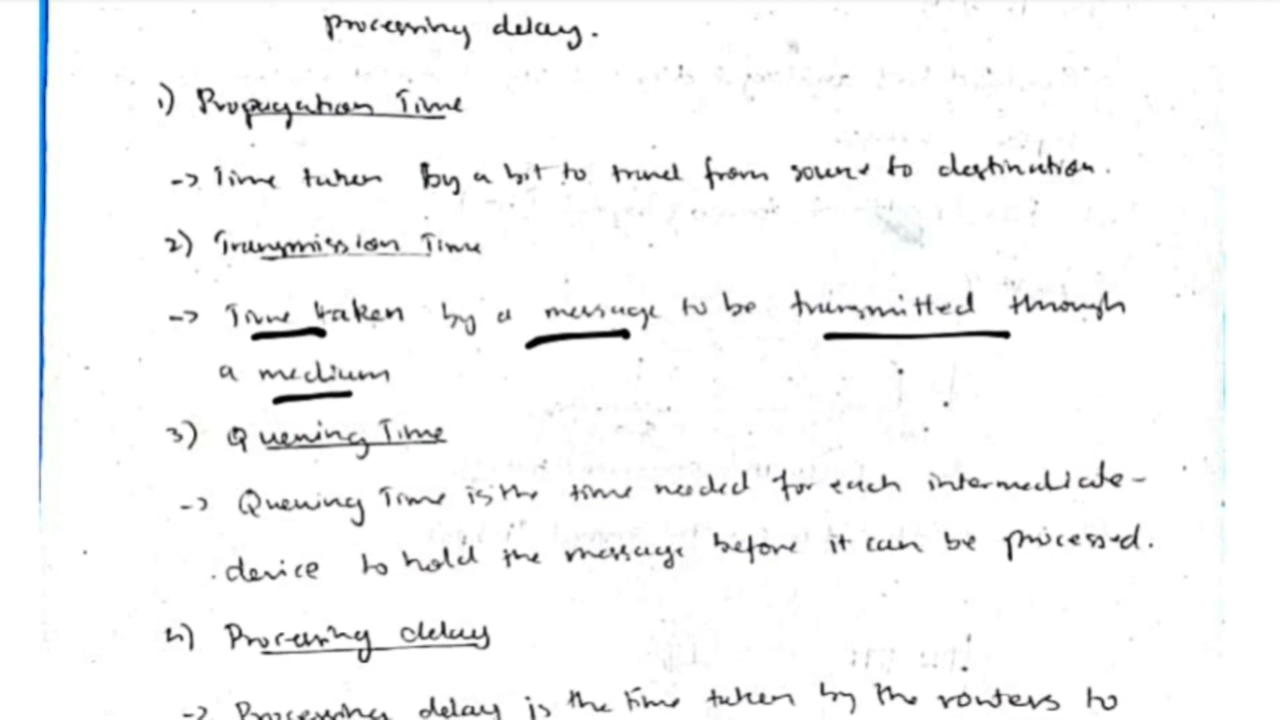 processing delay.
1) Propagation Time
-> Time taken by a bit to travel from source to destination.
2) Transmission Time
-> Time taken by a message to be transmitted through
a medium
3) Queuing Time
-> Queuing Time is the time needed for each intermediate-
device to hold the message before it can be processed.
4) Processing delay
-> Processing delay is the time taken by the routers to